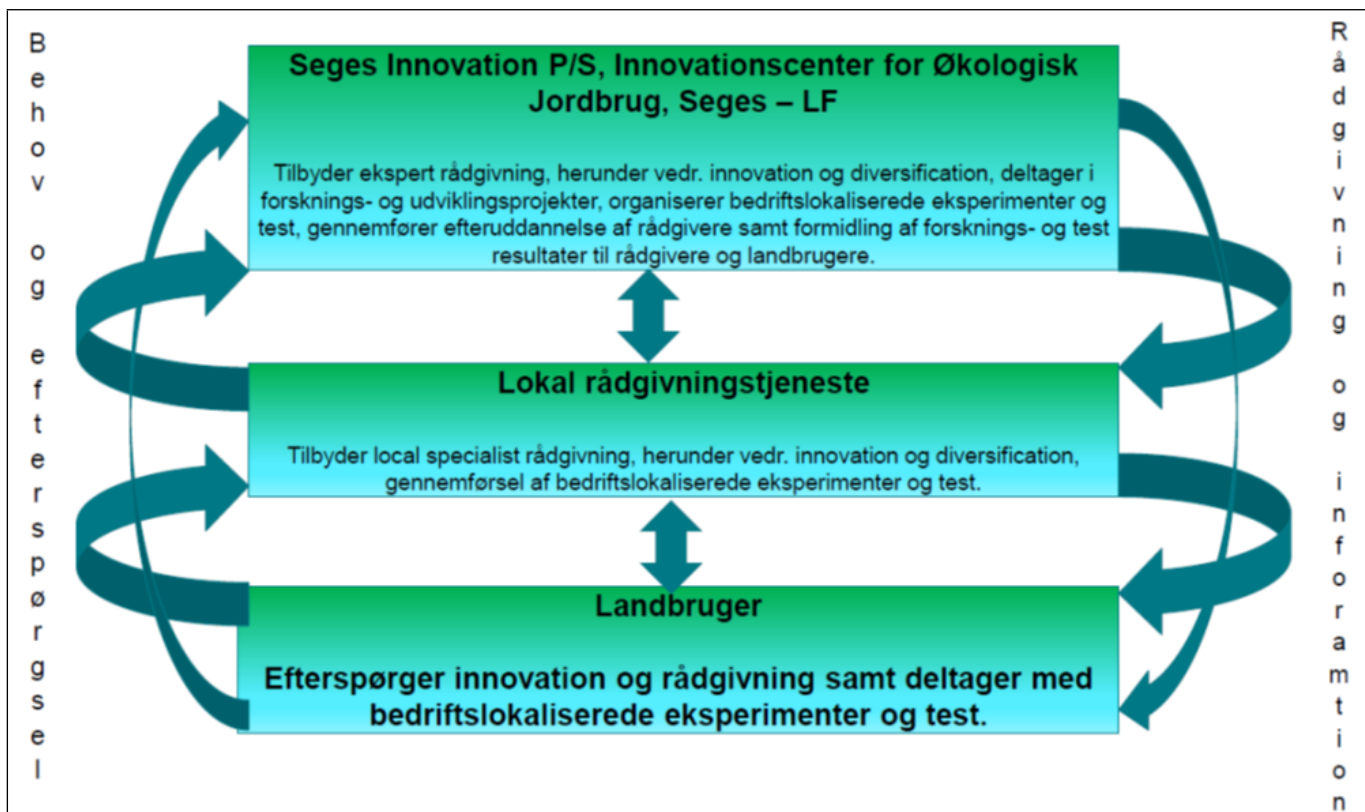 Behov og efterspørgsel
Seges Innovation P/S, Innovationscenter for Økologisk
Jordbrug, Seges – LF
Tilbyder ekspert rådgivning, herunder vedr. innovation og diversification, deltager i
forsknings- og udviklingsprojekter, organiserer bedriftslokaliserede eksperimenter og
test, gennemfører efteruddannelse af rådgivere samt formidling af forsknings- og test
resultater til rådgivere og landbrugere.
Lokal rådgivningstjeneste
Tilbyder local specialist rådgivning, herunder vedr. innovation og diversification,
gennemførsel af bedriftslokaliserede eksperimenter og test.
Landbruger
Efterspørger innovation og rådgivning samt deltager med
bedriftslokaliserede eksperimenter og test.
Rådgivning og inforamtion